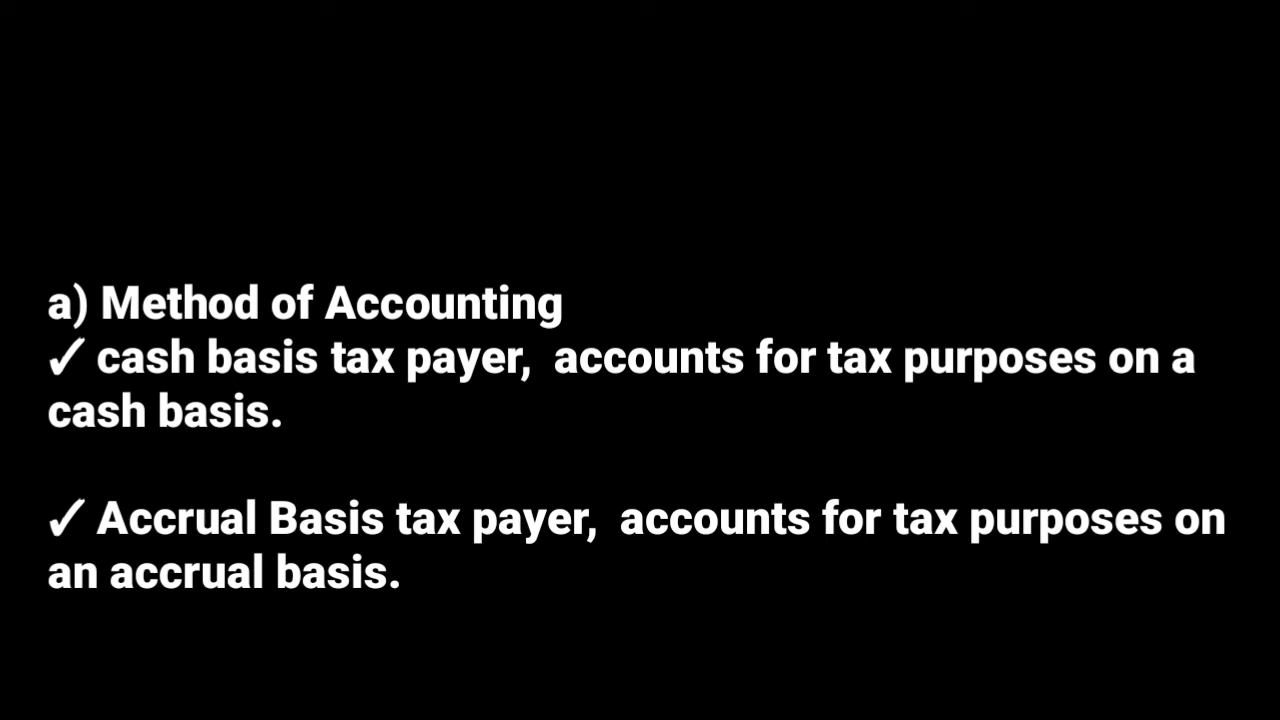 a) Method of Accounting
✓ cash basis tax payer,  accounts for tax purposes on a
cash basis.
✓ Accrual Basis tax payer,  accounts for tax purposes on
an accrual basis.